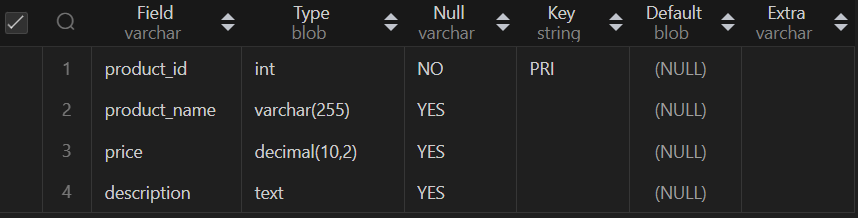 Field Type Null Key Default Extra
varchar blob varchar string blob varchar
1 product_id int NO PRI (NULL)
2 product_name varchar(255) YES (NULL)
3 price decimal(10,2) YES (NULL)
4 description text YES (NULL)